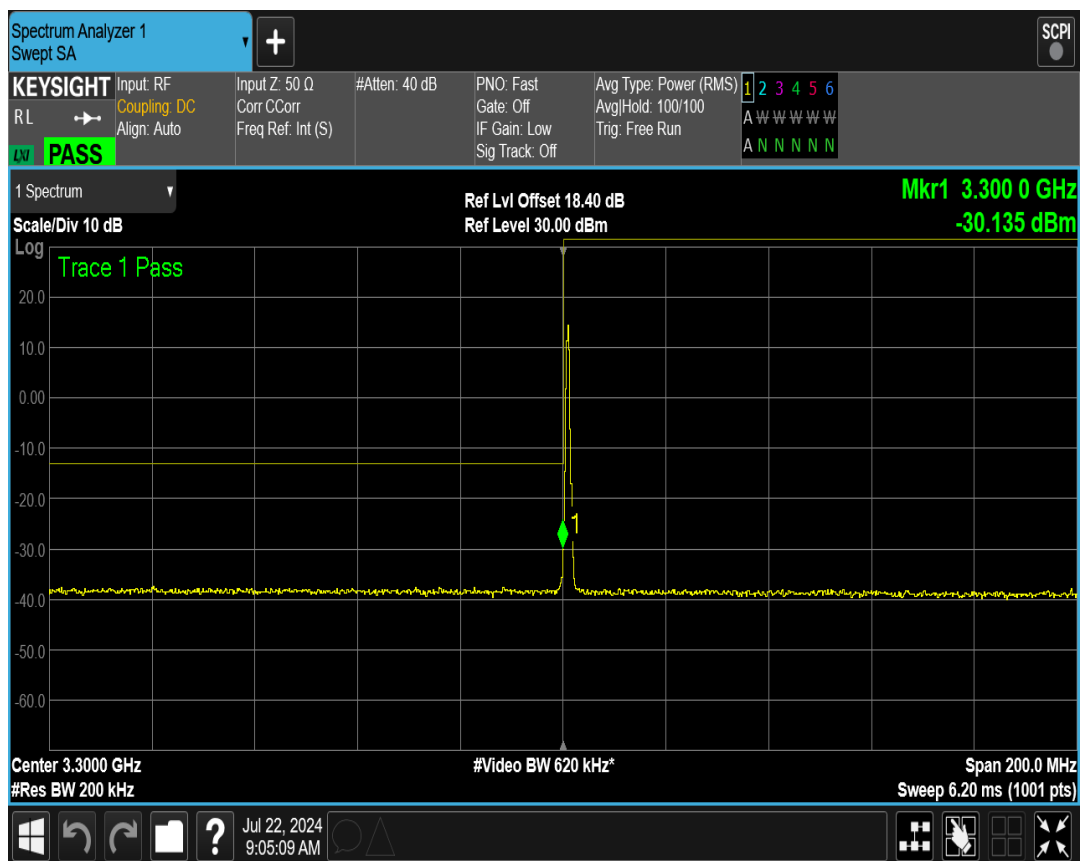 Spectrum Analyzer 1
Swept SA
+
SCPI
KEYSIGHT
RL
LXI
PASS
Input: RF
Coupling: DC
Align: Auto
Input Z: 50 Ω
Corr CCorr
Freq Ref: Int (S)
#Atten: 40 dB
PNO: Fast
Gate: Off
IF Gain: Low
Sig Track: Off
Avg Type: Power (RMS)
Avg|Hold: 100/100
Trig: Free Run
1 2 3 4 5 6
A W W W W W
A N N N N N
1 Spectrum
Scale/Div 10 dB
Ref Lvl Offset 18.40 dB
Ref Level 30.00 dBm
Mkr1 3.300 0 GHz
-30.135 dBm
Log
Trace 1 Pass
20.0
10.0
0.00
-10.0
-20.0
1
-30.0
-40.0
-50.0
-60.0
Center 3.3000 GHz
#Video BW 620 kHz*
Span 200.0 MHz
#Res BW 200 kHz
Sweep 6.20 ms (1001 pts)
?
Jul 22, 2024
9:05:09 AM